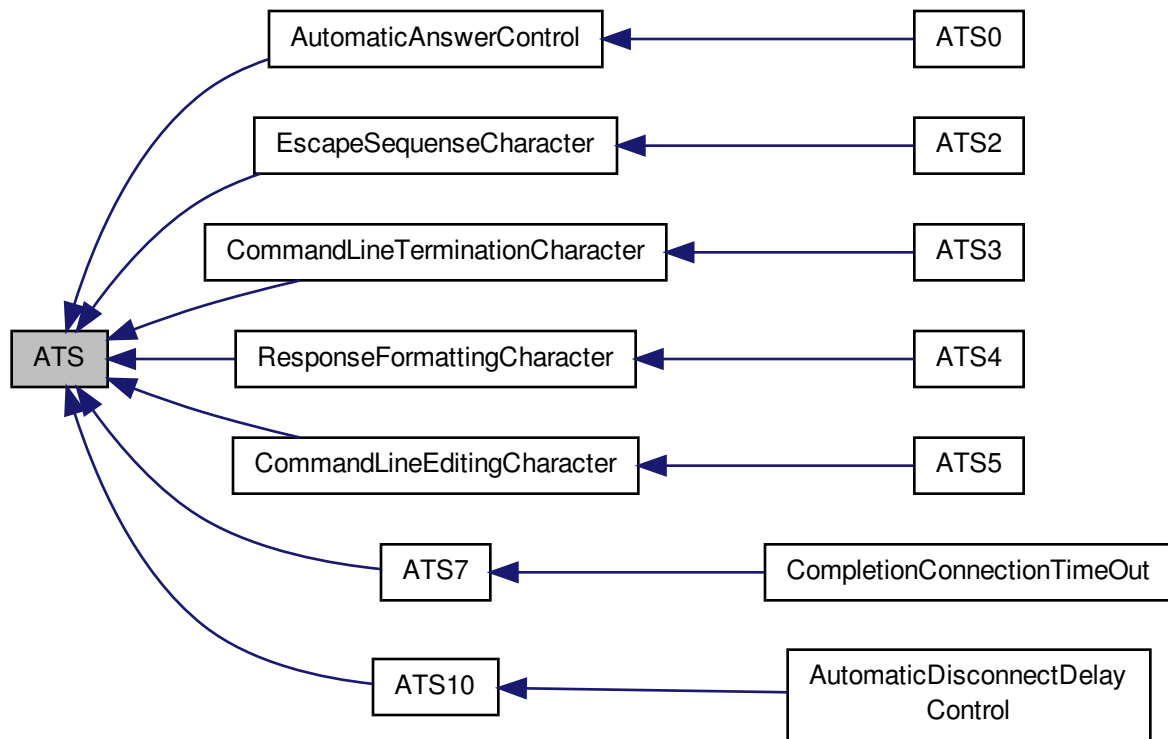 AutomaticAnswerControl
ATS0
EscapeSequenseCharacter
ATS2
CommandLineTerminationCharacter
ATS3
ATS
ResponseFormattingCharacter
ATS4
CommandLineEditingCharacter
ATS5
ATS7
CompletionConnectionTimeOut
ATS10
AutomaticDisconnectDelay
Control